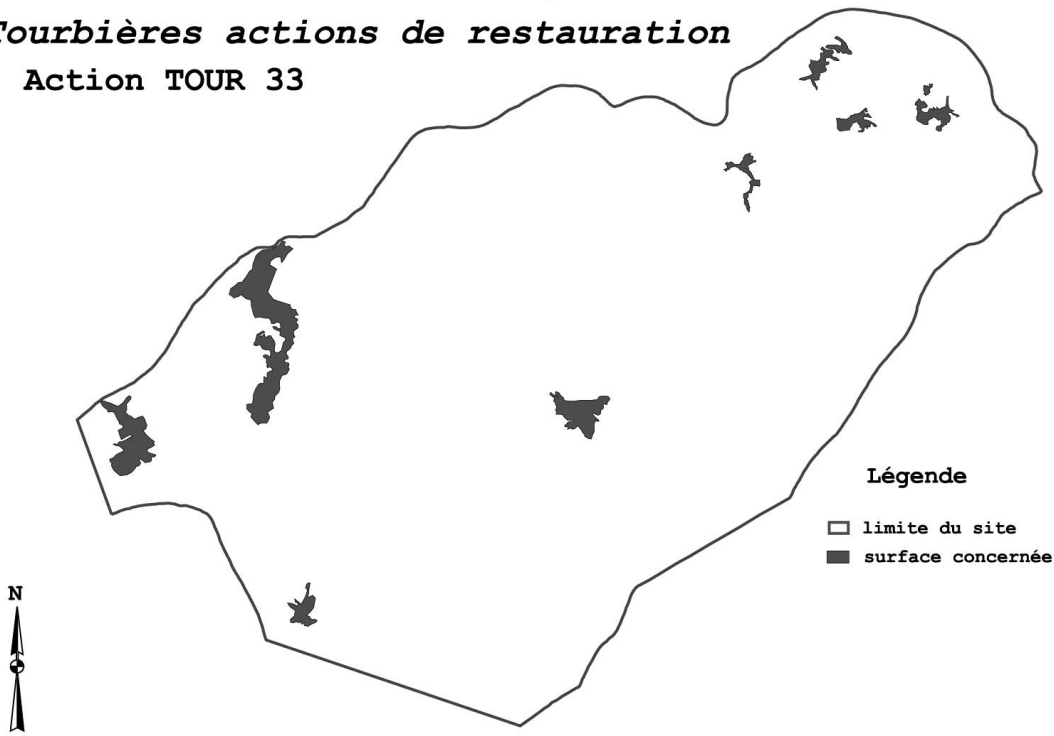 Tourbières actions de restauration
Action TOUR 33
Légende
limite du site
surface concernée
N